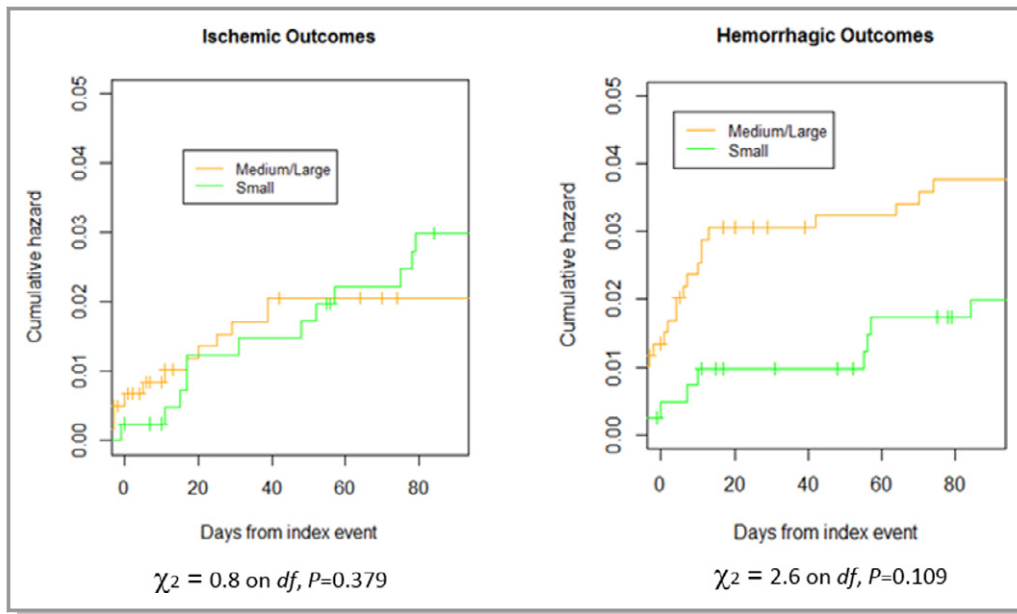 Ischemic Outcomes
Cumulative hazard
0.05
0.04
0.03
0.02
0.01
0.00
Medium/Large
Small
0 20 40 60 80
Days from index event
χ2 = 0.8 on df, P=0.379
Hemorrhagic Outcomes
Cumulative hazard
0.05
0.04
0.03
0.02
0.01
0.00
Medium/Large
Small
0 20 40 60 80
Days from index event
χ2 = 2.6 on df, P=0.109